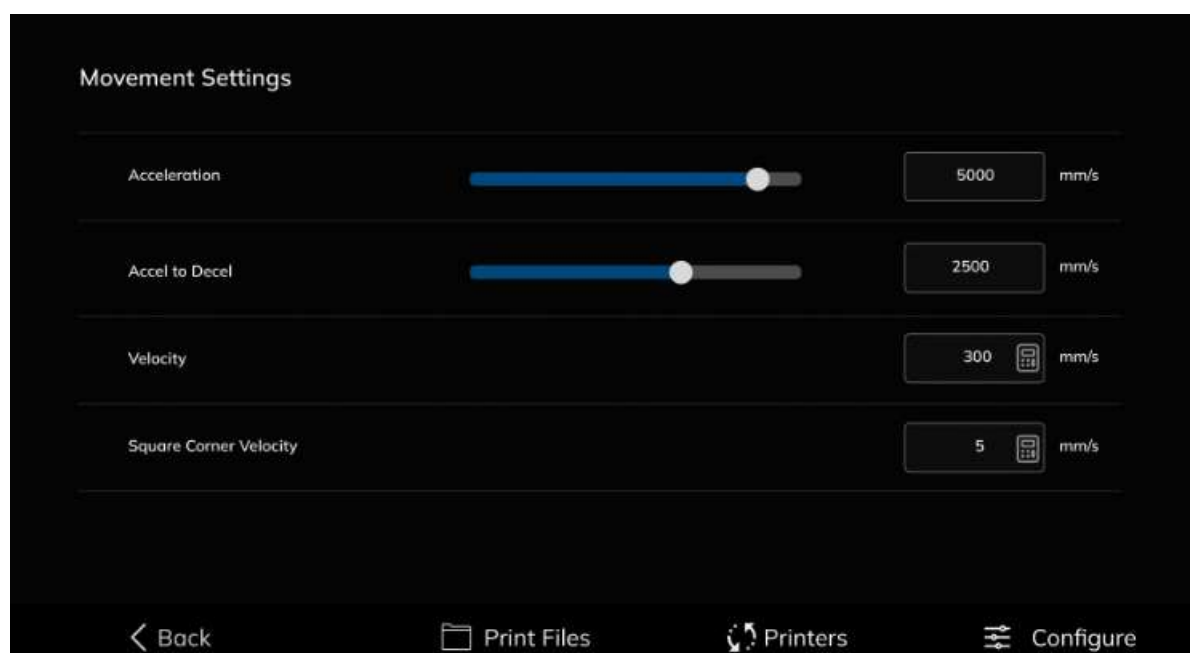 Movement Settings
Acceleration 5000 mm/s
Accel to Decel 2500 mm/s
Velocity 300 mm/s
Square Corner Velocity 5 mm/s
Back Print Files Printers Configure